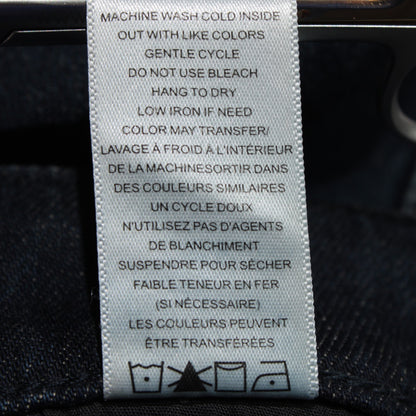 MACHINE WASH COLD INSIDE
OUT WITH LIKE COLORS
GENTLE CYCLE
DO NOT USE BLEACH
HANG TO DRY
LOW IRON IF NEED
COLOR MAY TRANSFER/
LAVAGE À FROID À L'INTÉRIEUR
DE LA MACHINESORTIR DANS
DES COULEURS SIMILAIRES
UN CYCLE DOUX
N'UTILISEZ PAS D'AGENTS
DE BLANCHIMENT
SUSPENDRE POUR SÉCHER
FAIBLE TENEUR EN FER
(SI NÉCESSAIRE)
LES COULEURS PEUVENT
ÊTRE TRANSFÉRÉES